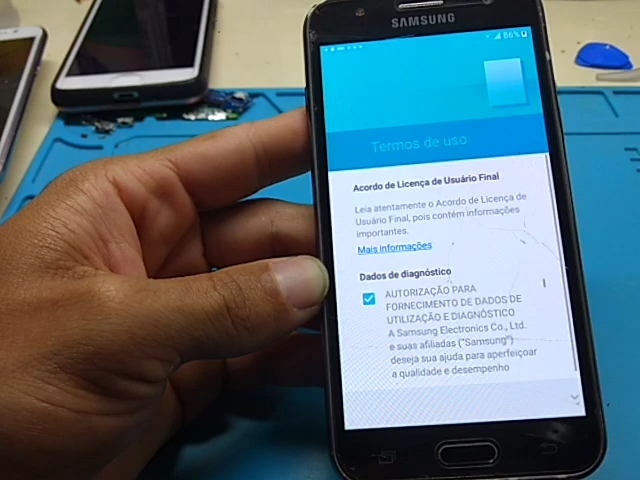 SAMSUNG
86%
Termos de uso
Acordo de Licença de Usuário Final
Leia atentamente o Acordo de Licença de
Usuário Final, pois contém informações
importantes.
Mais informações
Dados de diagnóstico
AUTORIZAÇÃO PARA
FORNECIMENTO DE DADOS DE
UTILIZAÇÃO E DIAGNÓSTICO
A Samsung Electronics Co., Ltd.
e suas afiliadas ("Samsung")
deseja sua ajuda para aperfeiçoar
a qualidade e desempenho